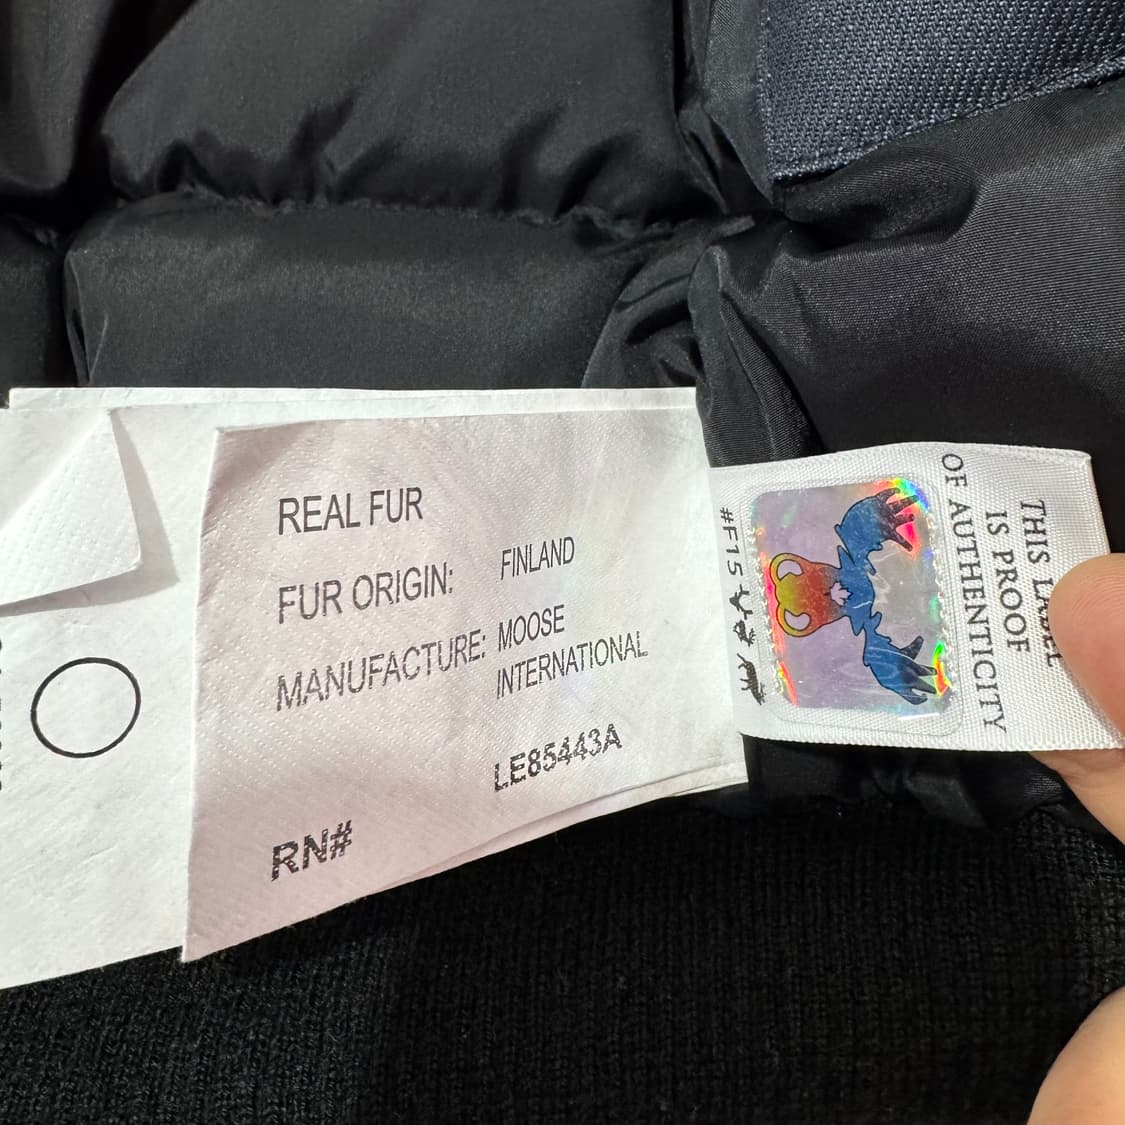 REAL FUR
FUR ORIGIN: FINLAND
MANUFACTURE: MOOSE
INTERNATIONAL
LE85443A
RN#
#F15
THIS LABEL
IS PROOF
OF AUTHENTICITY